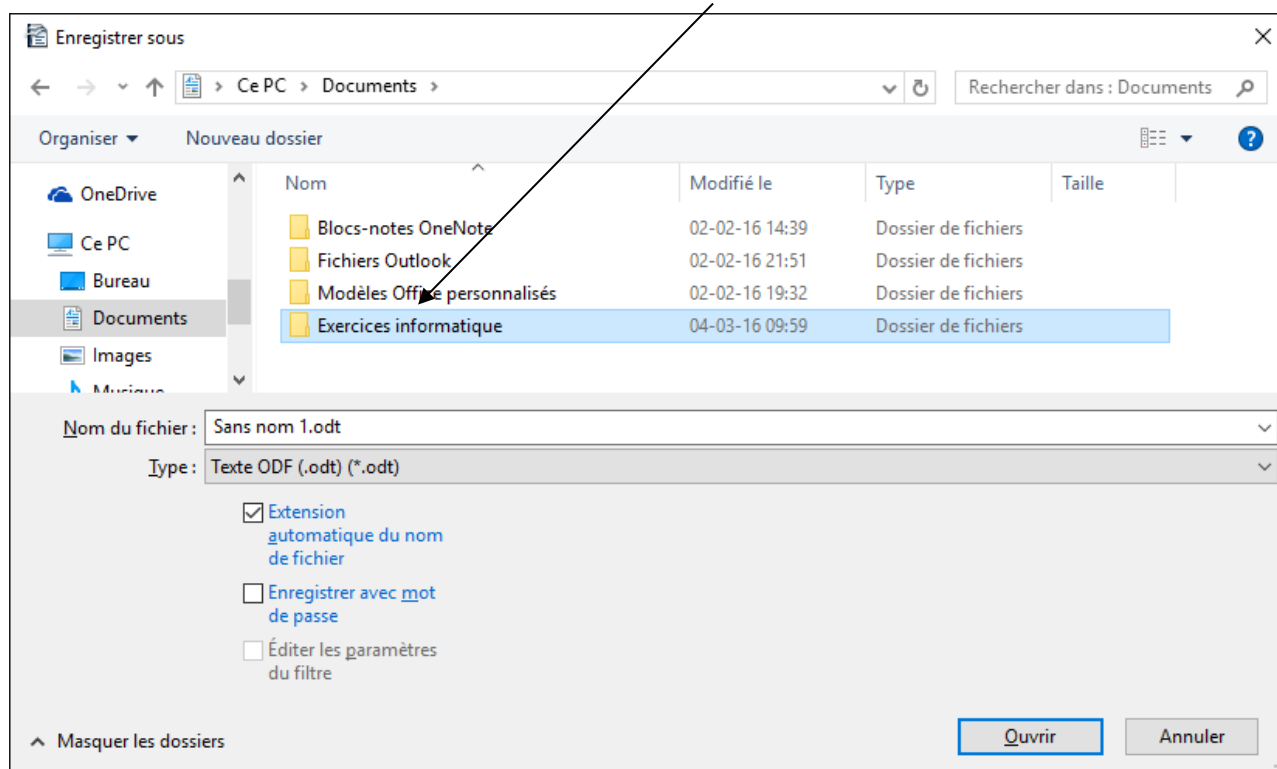 Enregistrer sous
Ce PC > Documents >
Rechercher dans : Documents
Organiser
Nouveau dossier
OneDrive
Ce PC
Bureau
Documents
Images
Musique
Nom Modifié le Type Taille
Blocs-notes OneNote 02-02-16 14:39 Dossier de fichiers
Fichiers Outlook 02-02-16 21:51 Dossier de fichiers
Modèles Office personnalisés 02-02-16 19:32 Dossier de fichiers
Exercices informatique 04-03-16 09:59 Dossier de fichiers
Nom du fichier : Sans nom 1.odt
Type : Texte ODF (.odt) (*.odt)
Extension
automatique du nom
de fichier
Enregistrer avec mot
de passe
Éditer les paramètres
du filtre
Masquer les dossiers
Ouvrir
Annuler